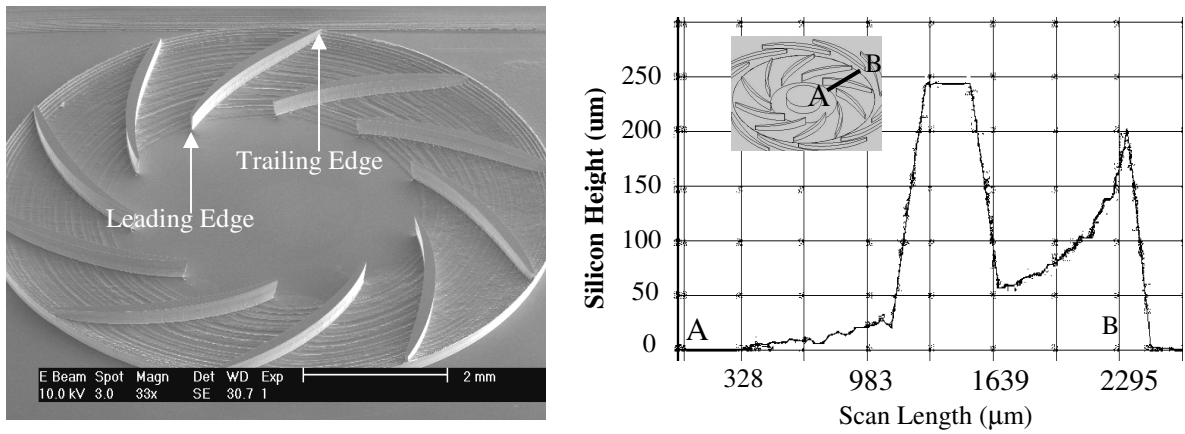 Trailing Edge
Leading Edge
E Beam Spot Magn Det WD Exp
10.0 kV 3.0 33x SE 30.7 1
2 mm
Silicon Height (um)
250
200
150
100
50
0
A
B
A
B
328
983
1639
2295
Scan Length (μm)